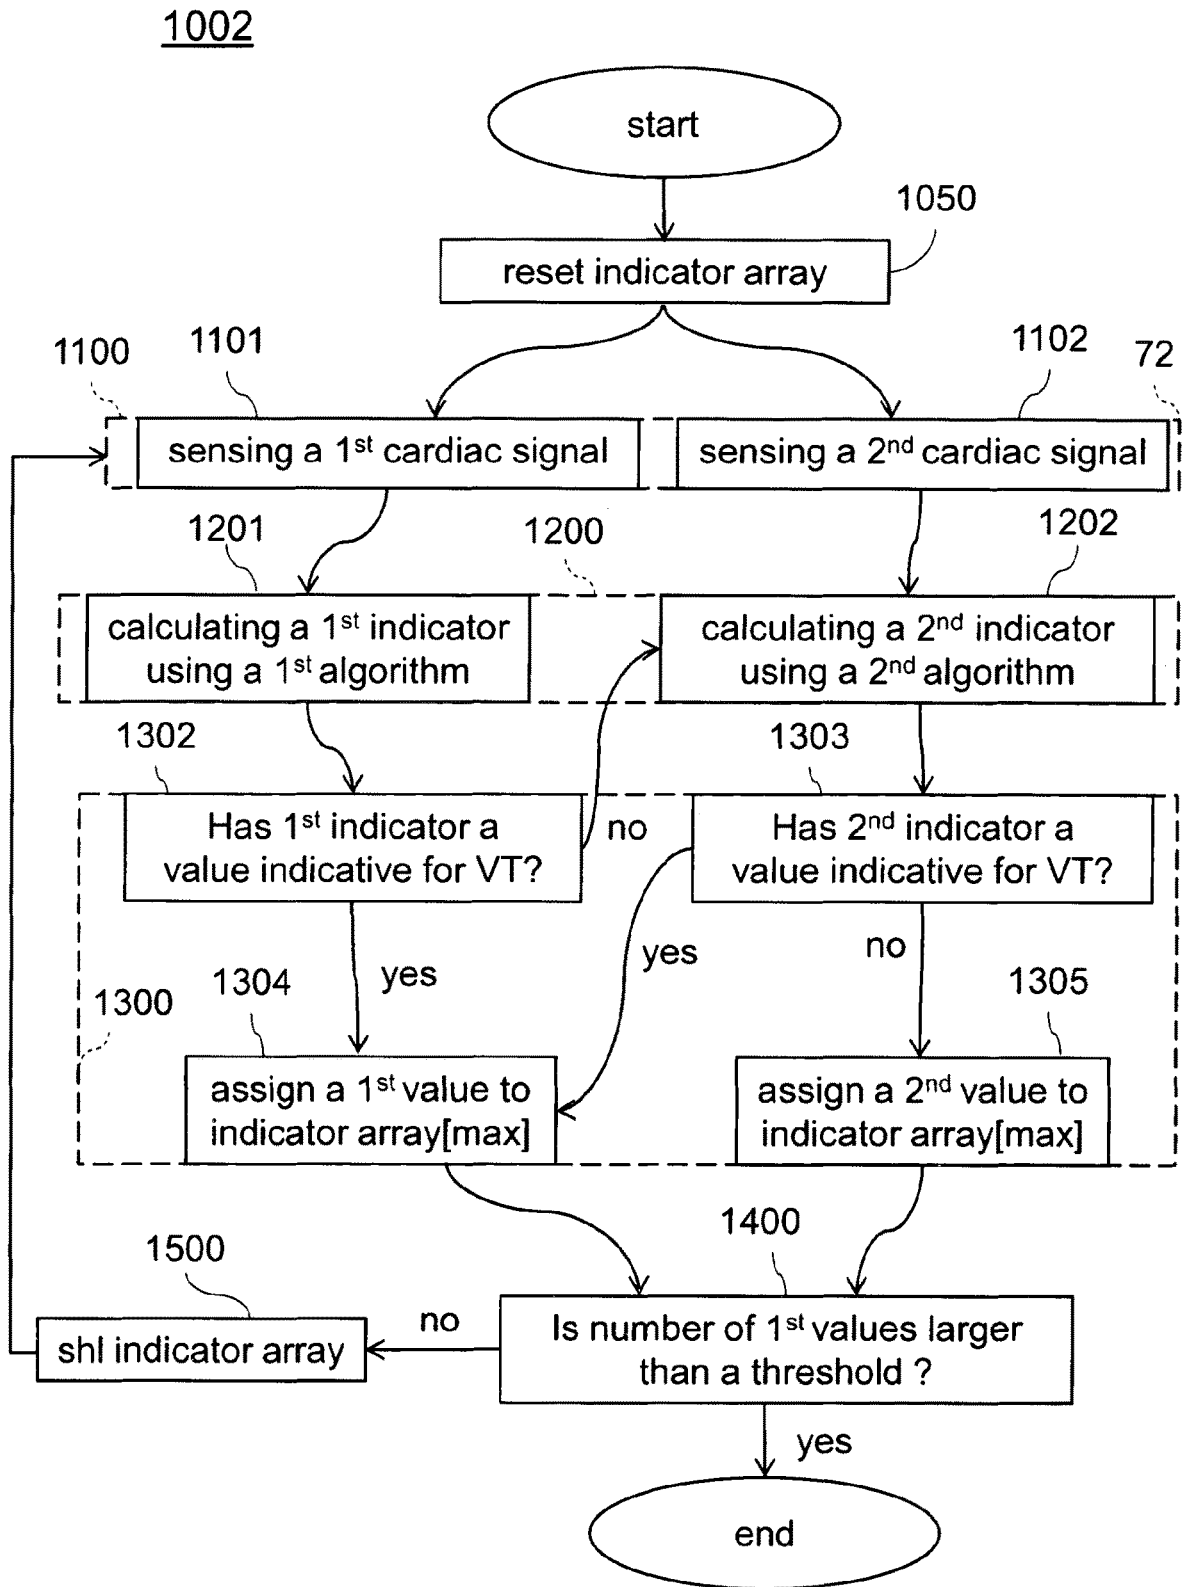 1002
start
1050
reset indicator array
1100
1101
1102
72
sensing a 1st cardiac signal
sensing a 2nd cardiac signal
1201
1200
1202
calculating a 1st indicator
using a 1st algorithm
calculating a 2nd indicator
using a 2nd algorithm
1302
1303
Has 1st indicator a
value indicative for VT?
no
Has 2nd indicator a
value indicative for VT?
yes
yes
no
1300
1304
1305
assign a 1st value to
indicator array[max]
assign a 2nd value to
indicator array[max]
1400
1500
shl indicator array
no
Is number of 1st values larger
than a threshold ?
yes
end